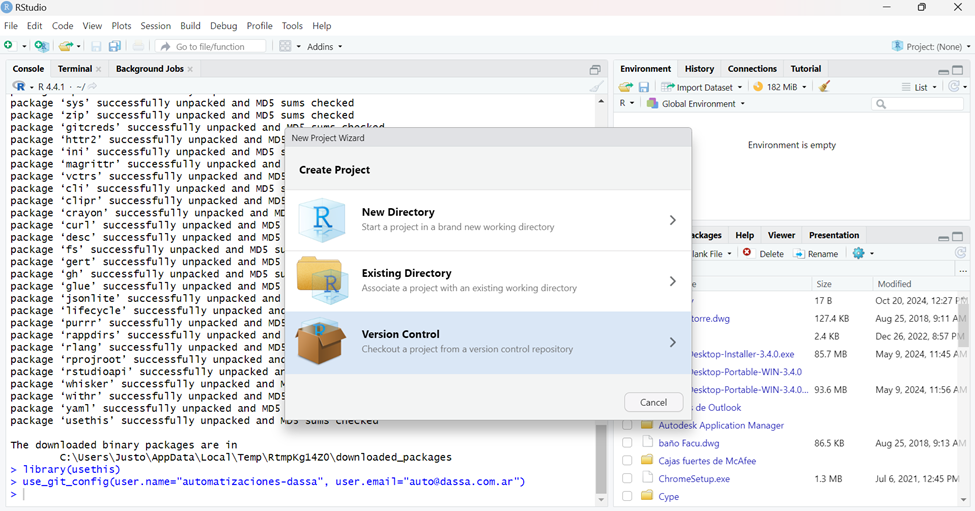 RStudio
File Edit Code View Plots Session Build Debug Profile Tools Help
Go to file/function Addins Project: (None)
Console Terminal Background Jobs
R 4.4.1 · ~/
package ‘sys’ successfully unpacked and MD5 sums checked
package ‘zip’ successfully unpacked and MD5 sums checked
package ‘gitcreds’ successfully unpacked and MD5 sums checked
package ‘httr2’ successfully unpacked and MD5 s
package ‘ini’ successfully unpacked and MD5 sum
package ‘magrittr’ successfully unpacked and MD
package ‘vctrs’ successfully unpacked and MD5 s
package ‘cli’ successfully unpacked and MD5 sum
package ‘clipr’ successfully unpacked and MD5 s
package ‘crayon’ successfully unpacked and MD5
package ‘curl’ successfully unpacked and MD5 su
package ‘desc’ successfully unpacked and MD5 su
package ‘fs’ successfully unpacked and MD5 sums
package ‘gert’ successfully unpacked and MD5 su
package ‘gh’ successfully unpacked and MD5 sums
package ‘glue’ successfully unpacked and MD5 su
package ‘jsonlite’ successfully unpacked and MD
package ‘lifecycle’ successfully unpacked and M
package ‘purrr’ successfully unpacked and MD5 s
package ‘rappdirs’ successfully unpacked and MD
package ‘rlang’ successfully unpacked and MD5 s
package ‘rprojroot’ successfully unpacked and M
package ‘rstudioapi’ successfully unpacked and
package ‘whisker’ successfully unpacked and MD5
package ‘withr’ successfully unpacked and MD5 s
package ‘yaml’ successfully unpacked and MD5 su
package ‘usethis’ successfully unpacked and MD5 sums checked
The downloaded binary packages are in
C:\Users\Justo\AppData\Local\Temp\RtmpKg14Z0\downloaded_packages
> library(usethis)
> use_git_config(user.name="automatizaciones-dassa", user.email="auto@dassa.com.ar")
>
New Project Wizard
Create Project
New Directory
Start a project in a brand new working directory
Existing Directory
Associate a project with an existing working directory
Version Control
Checkout a project from a version control repository
Cancel
Environment History Connections Tutorial
Import Dataset 182 MiB List
R Global Environment
Environment is empty
ackages Help Viewer Presentation
lank File Delete Rename
...
e Size Modified
17 B Oct 20, 2024, 12:27 PM
torre.dwg 127.4 KB Aug 25, 2018, 9:11 AM
2.4 KB Dec 26, 2022, 8:57 PM
Desktop-Installer-3.4.0.exe 85.7 MB May 9, 2024, 11:45 AM
Desktop-Portable-WIN-3.4.0
Desktop-Portable-WIN-3.4.0... 93.6 MB May 9, 2024, 11:56 AM
s de Outlook
Autodesk Application Manager
baño Facu.dwg 86.5 KB Aug 25, 2018, 9:13 AM
Cajas fuertes de McAfee
ChromeSetup.exe 1.3 MB Jul 6, 2021, 12:45 PM
Cype